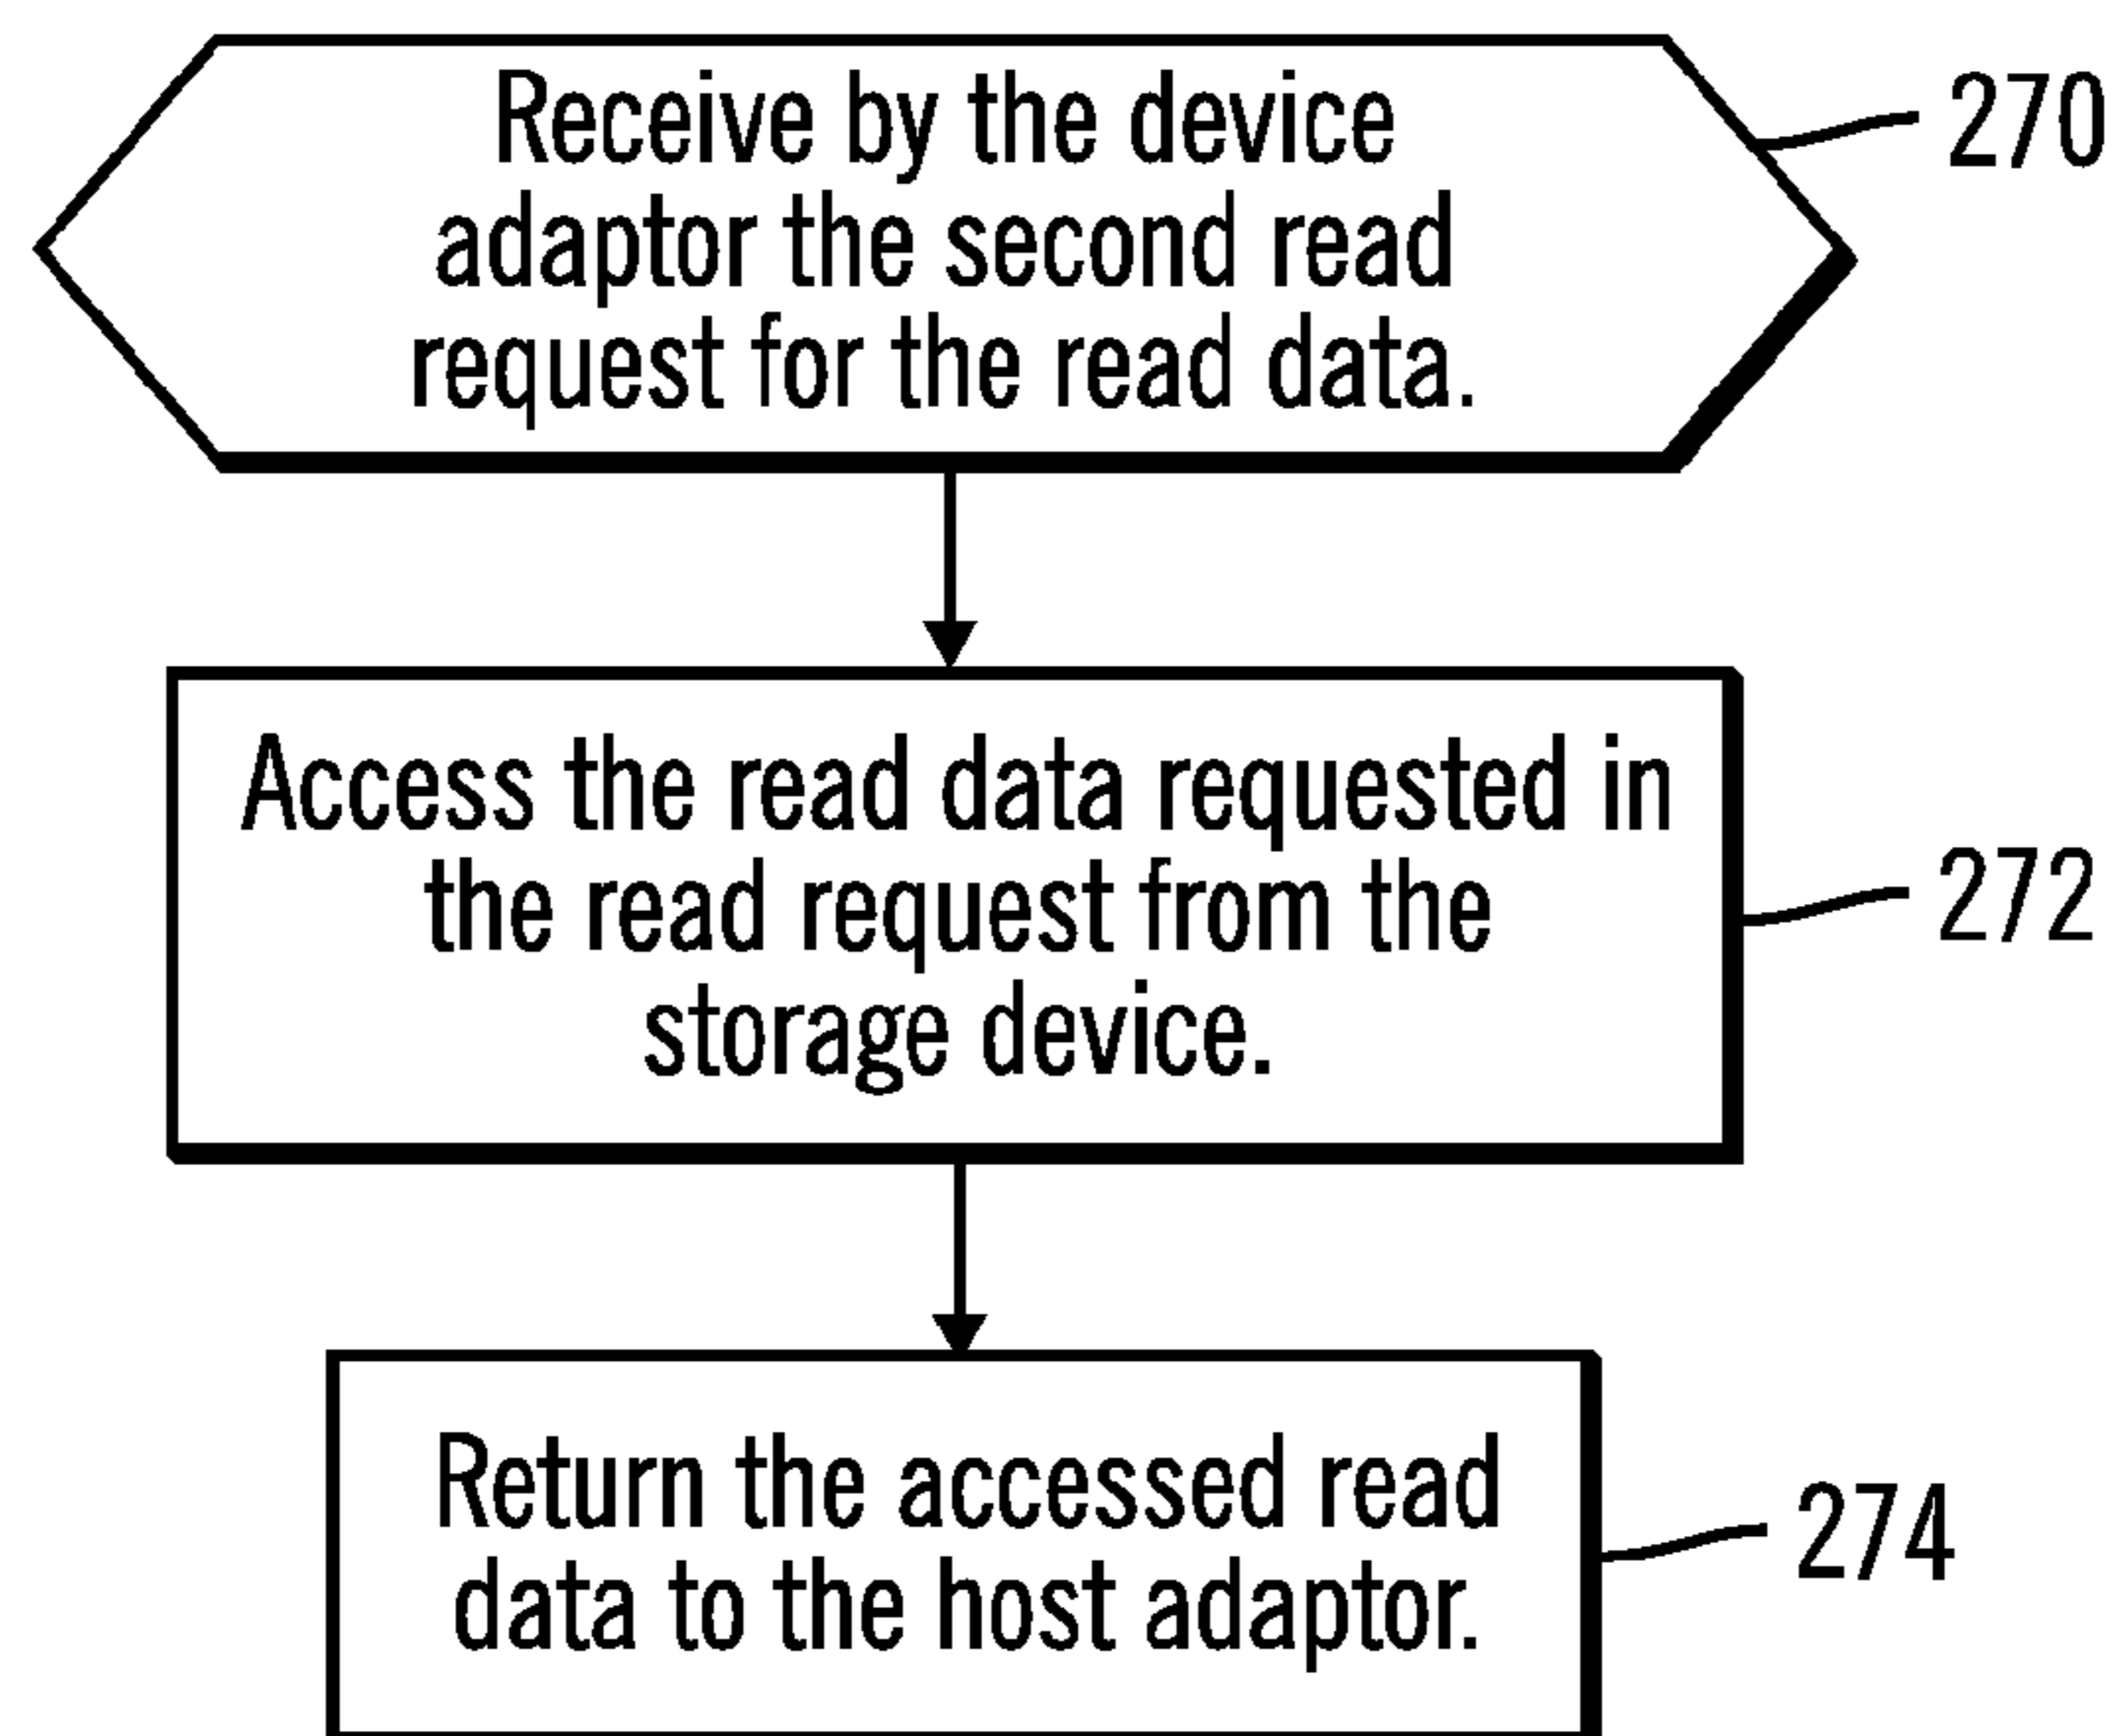 Receive by the device
adaptor the second read
request for the read data.
270
Access the read data requested in
the read request from the
storage device.
272
Return the accessed read
data to the host adaptor.
274